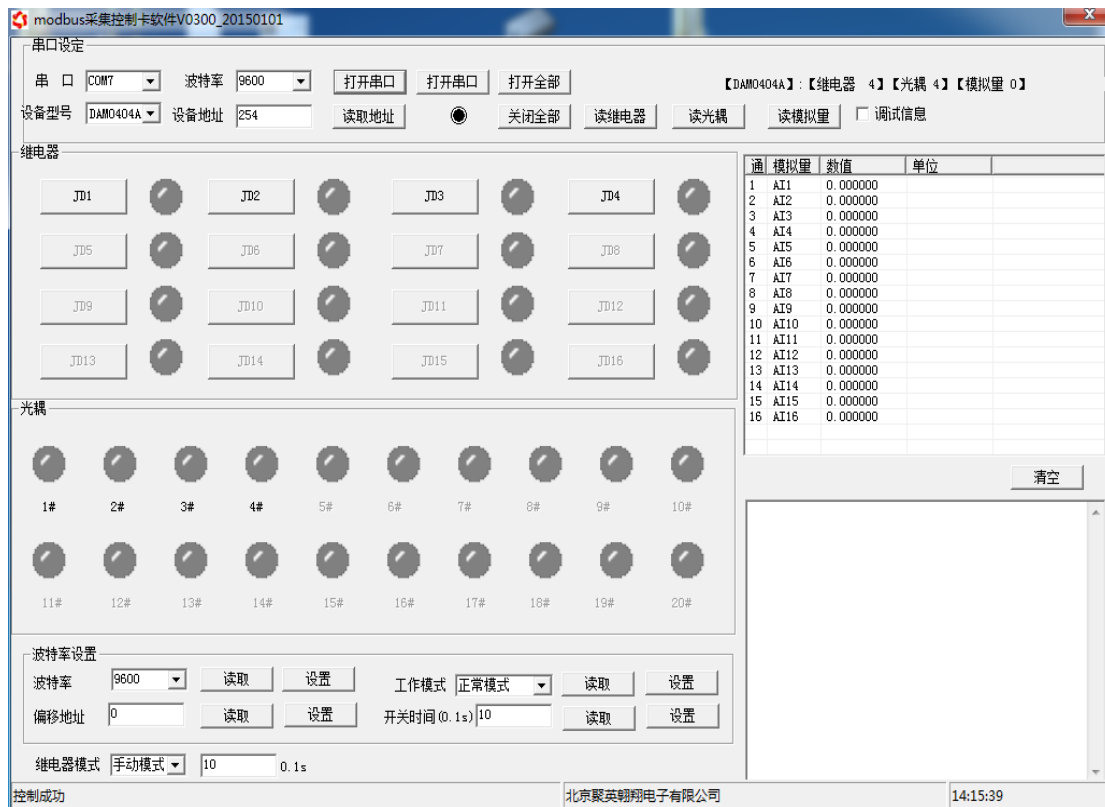 modbus采集控制卡软件V0300_20150101
串口设定
串 口 COM7 波特率 9600 打开串口 打开串口 打开全部 【DAM0404A】:【继电器 4】【光耦 4】【模拟量 0】
设备型号 DAM0404A 设备地址 254 读取地址 关闭全部 读继电器 读光耦 读模拟量 调试信息
继电器
JD1 JD2 JD3 JD4
JD5 JD6 JD7 JD8
JD9 JD10 JD11 JD12
JD13 JD14 JD15 JD16
通 模拟量 数值 单位
1 AI1 0.000000
2 AI2 0.000000
3 AI3 0.000000
4 AI4 0.000000
5 AI5 0.000000
6 AI6 0.000000
7 AI7 0.000000
8 AI8 0.000000
9 AI9 0.000000
10 AI10 0.000000
11 AI11 0.000000
12 AI12 0.000000
13 AI13 0.000000
14 AI14 0.000000
15 AI15 0.000000
16 AI16 0.000000
清空
光耦
1# 2# 3# 4# 5# 6# 7# 8# 9# 10#
11# 12# 13# 14# 15# 16# 17# 18# 19# 20#
波特率设置
波特率 9600 读取 设置 工作模式 正常模式 读取 设置
偏移地址 0 读取 设置 开关时间(0.1s) 10 读取 设置
继电器模式 手动模式 10 0.1s
控制成功 北京聚英翱翔电子有限公司 14:15:39